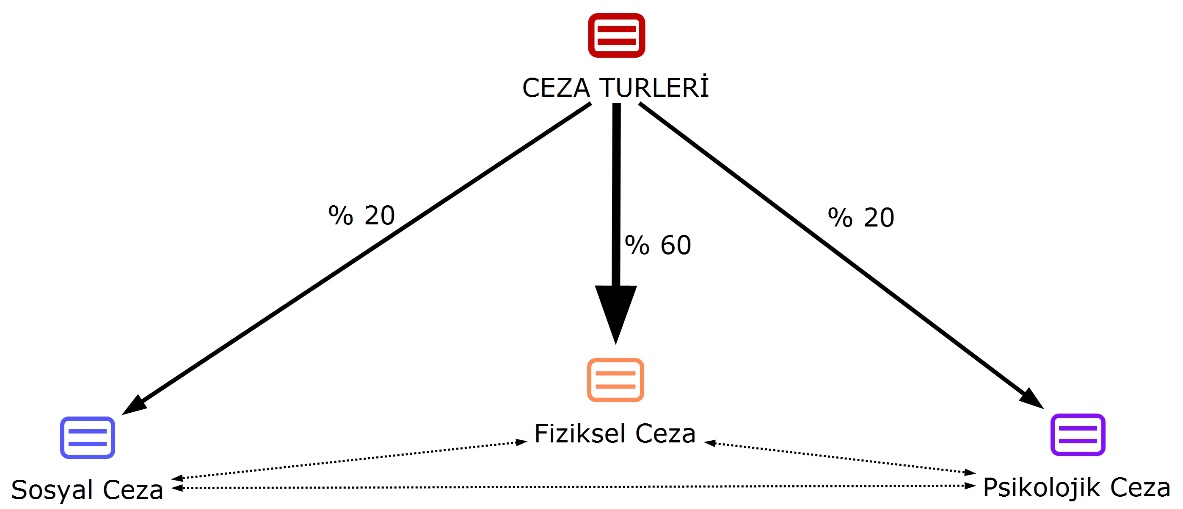 CEZA TURLERİ
% 20
% 20
% 60
Fiziksel Ceza
Sosyal Ceza
Psikolojik Ceza